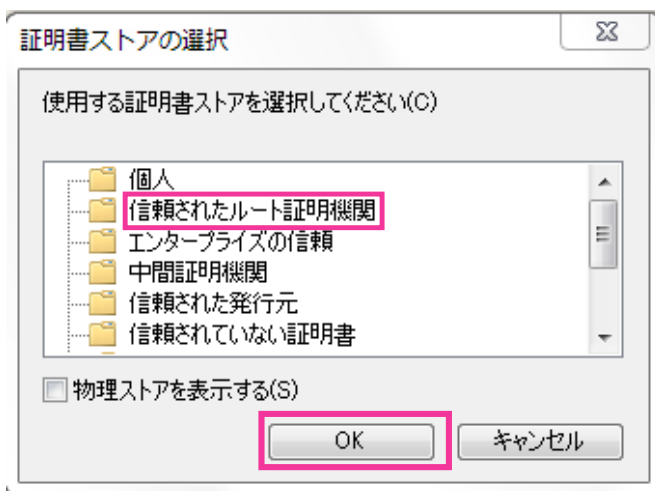 証明書ストアの選択
使用する証明書ストアを選択してください(C)
個人
信頼されたルート証明機関
エンタープライズの信頼
中間証明機関
信頼された発行元
信頼されていない証明書
物理ストアを表示する(S)
OK
キャンセル